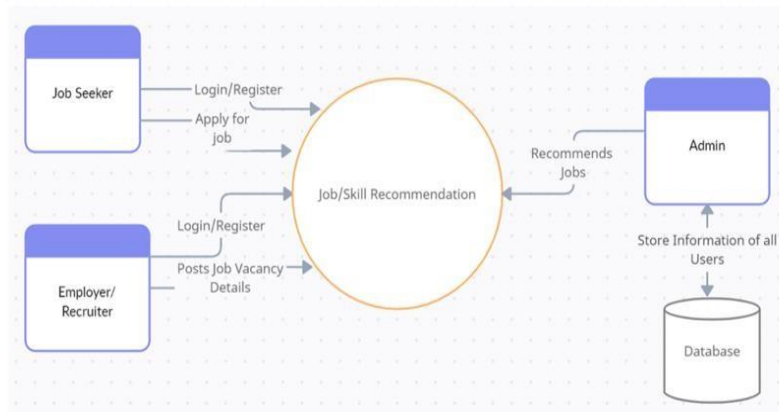 Job Seeker
Login/Register
Apply for
job
Job/Skill Recommendation
Login/Register
Posts Job Vacancy
Details
Employer/
Recruiter
Recommends
Jobs
Admin
Store Information of all
Users
Database